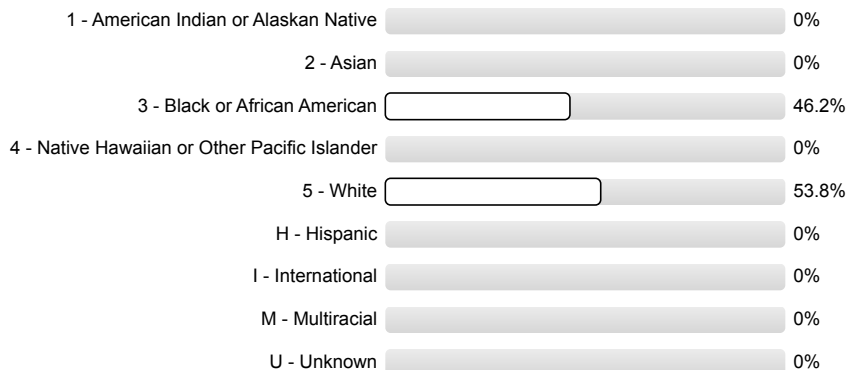 1 - American Indian or Alaskan Native 0%
2 - Asian 0%
3 - Black or African American 46.2%
4 - Native Hawaiian or Other Pacific Islander 0%
5 - White 53.8%
H - Hispanic 0%
I - International 0%
M - Multiracial 0%
U - Unknown 0%